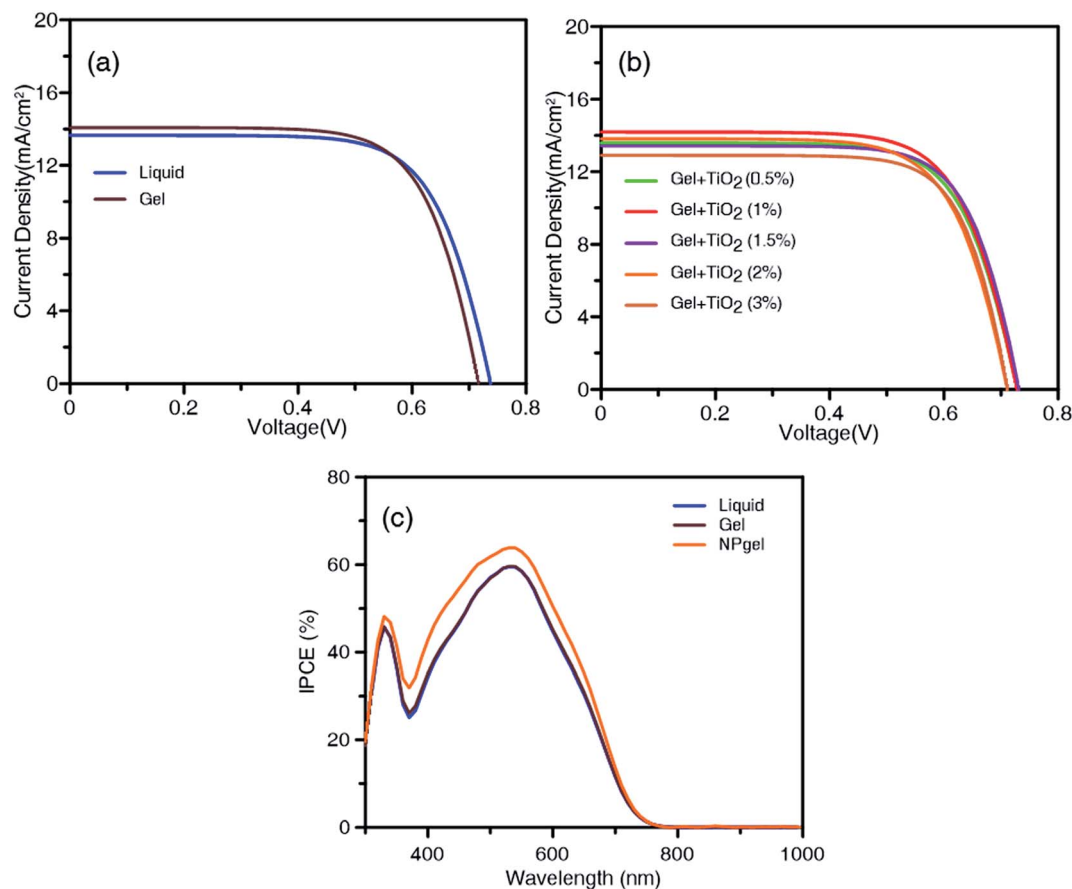 (a)
20
16
12
8
4
0
Current Density(mA/cm²)
Liquid
Gel
0 0.2 0.4 0.6 0.8
Voltage(V)
(b)
20
16
12
8
4
0
Current Density(mA/cm²)
Gel+TiO₂ (0.5%)
Gel+TiO₂ (1%)
Gel+TiO₂ (1.5%)
Gel+TiO₂ (2%)
Gel+TiO₂ (3%)
0 0.2 0.4 0.6 0.8
Voltage(V)
(c)
80
60
40
20
0
IPCE (%)
Liquid
Gel
NPgel
400 600 800 1000
Wavelength (nm)